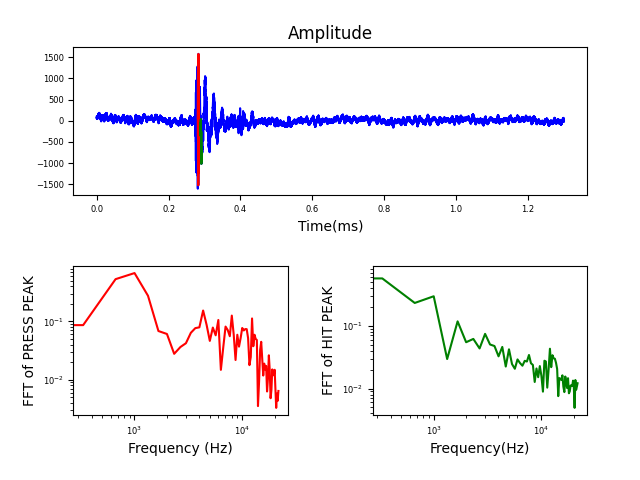 Amplitude
1500
1000
500
0
−500
−1000
−1500
0.0 0.2 0.4 0.6 0.8 1.0 1.2
Time(ms)
FFT of PRESS PEAK
10⁻¹
10⁻²
10³ 10⁴
Frequency (Hz)
FFT of HIT PEAK
10⁻¹
10⁻²
10³ 10⁴
Frequency(Hz)